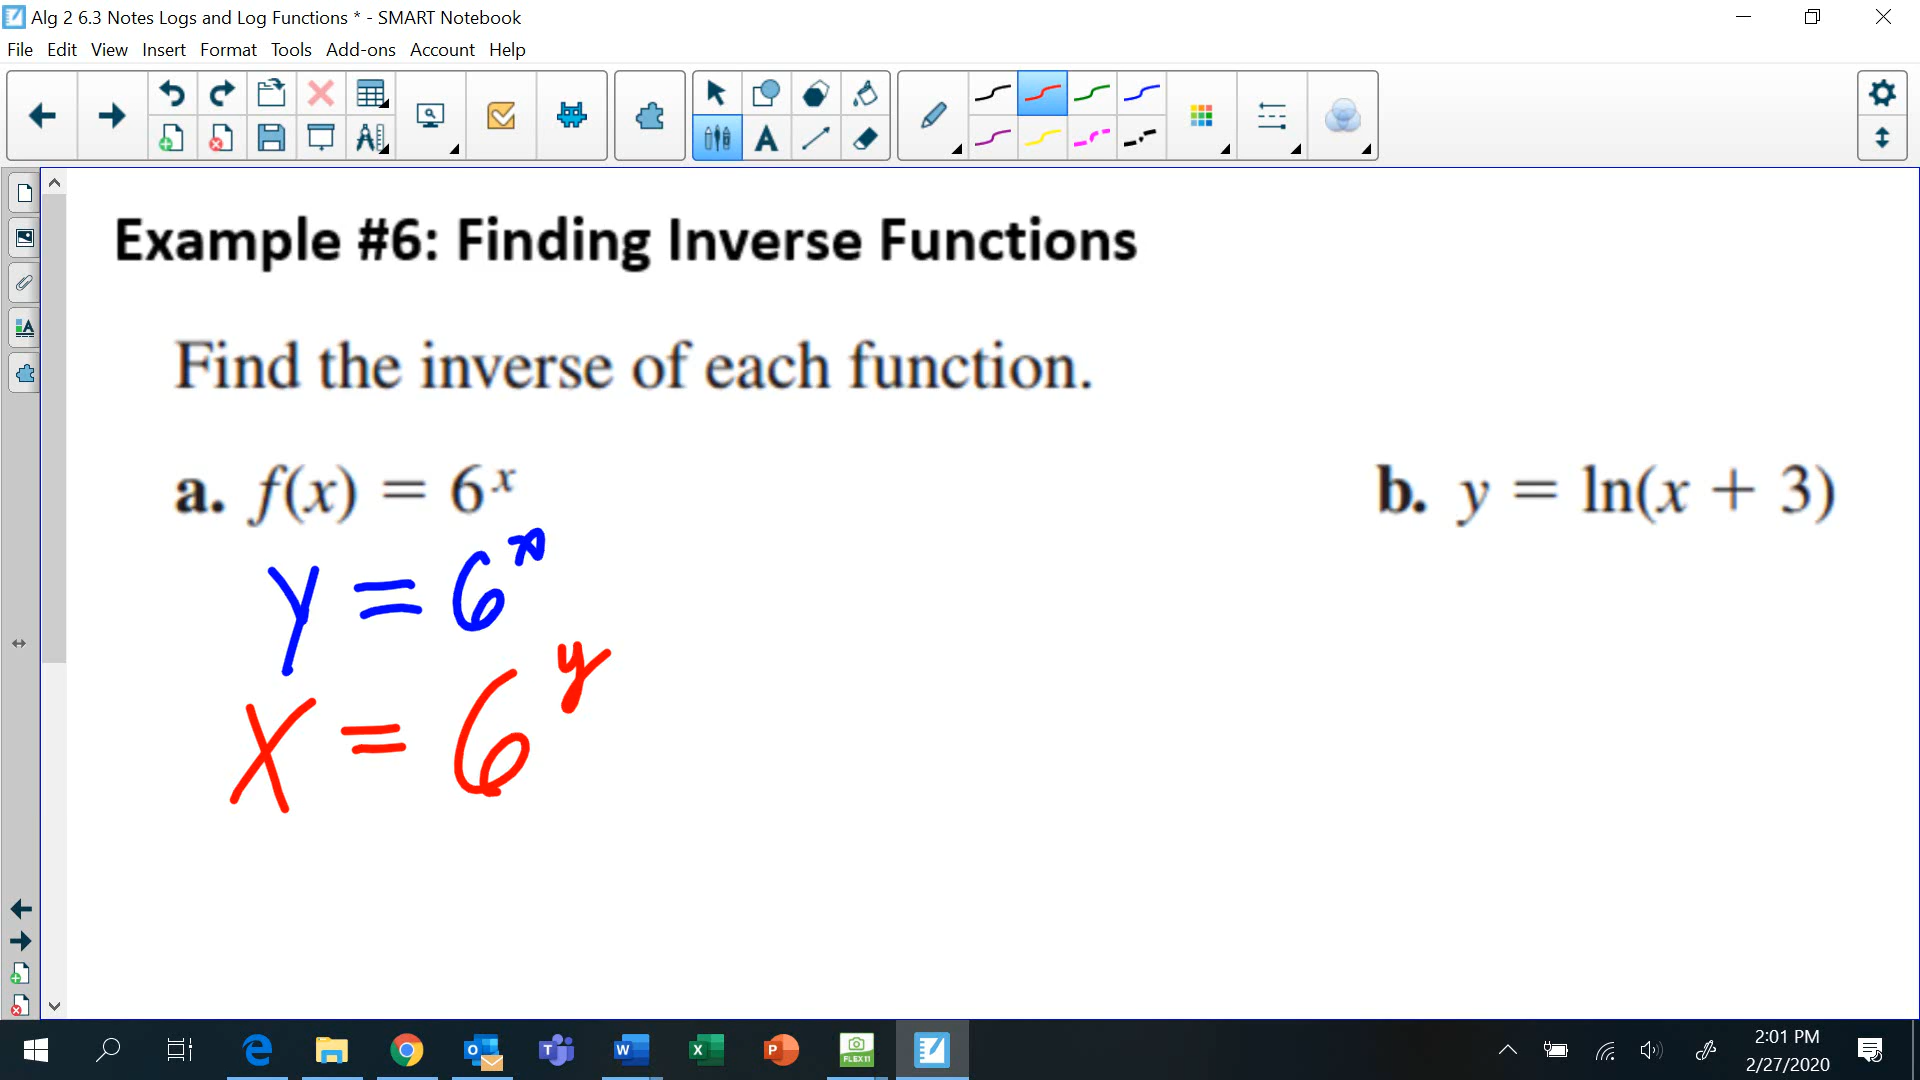 Alg 2 6.3 Notes Logs and Log Functions * - SMART Notebook
File Edit View Insert Format Tools Add-ons Account Help
Example #6: Finding Inverse Functions
Find the inverse of each function.
a. f(x) = 6^x
b. y = ln(x + 3)
y = 6^x
x = 6^y
FLEX11
2:01 PM
2/27/2020